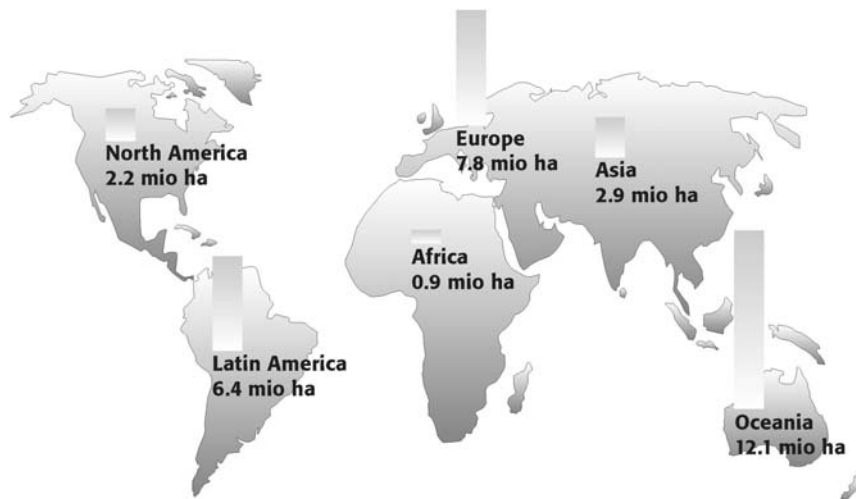 North America
2.2 mio ha
Europe
7.8 mio ha
Asia
2.9 mio ha
Africa
0.9 mio ha
Latin America
6.4 mio ha
Oceania
12.1 mio ha